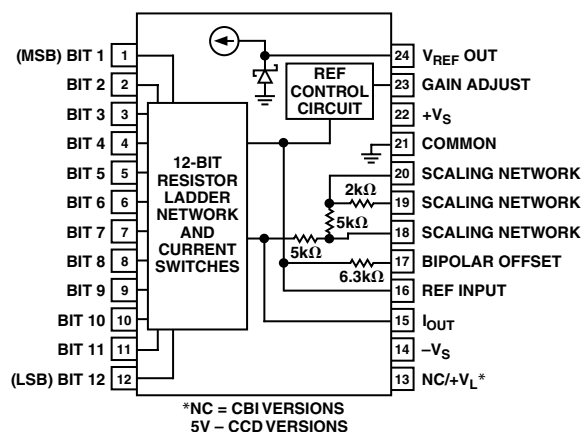 (MSB) BIT 1
1
BIT 2
2
BIT 3
3
BIT 4
4
BIT 5
5
BIT 6
6
BIT 7
7
BIT 8
8
BIT 9
9
BIT 10
10
BIT 11
11
(LSB) BIT 12
12
12-BIT
RESISTOR
LADDER
NETWORK
AND
CURRENT
SWITCHES
REF
CONTROL
CIRCUIT
2kΩ
5kΩ
5kΩ
6.3kΩ
24
VREF OUT
23
GAIN ADJUST
22
+VS
21
COMMON
20
SCALING NETWORK
19
SCALING NETWORK
18
SCALING NETWORK
17
BIPOLAR OFFSET
16
REF INPUT
15
IOUT
14
–VS
13
NC/+VL*
*NC = CBI VERSIONS
5V – CCD VERSIONS